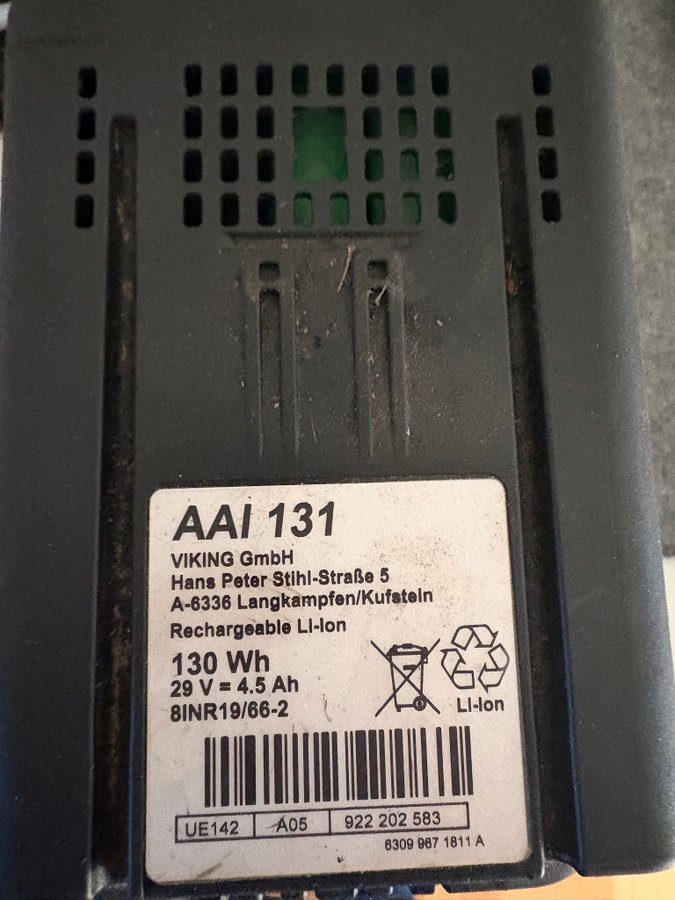 AAI 131
VIKING GmbH
Hans Peter Stihl-Straße 5
A-6336 Langkampfen/Kufstein
Rechargeable Li-Ion
130 Wh
29 V = 4.5 Ah
8INR19/66-2
Li-Ion
UE142 A05 922 202 583
6309 967 1811 A